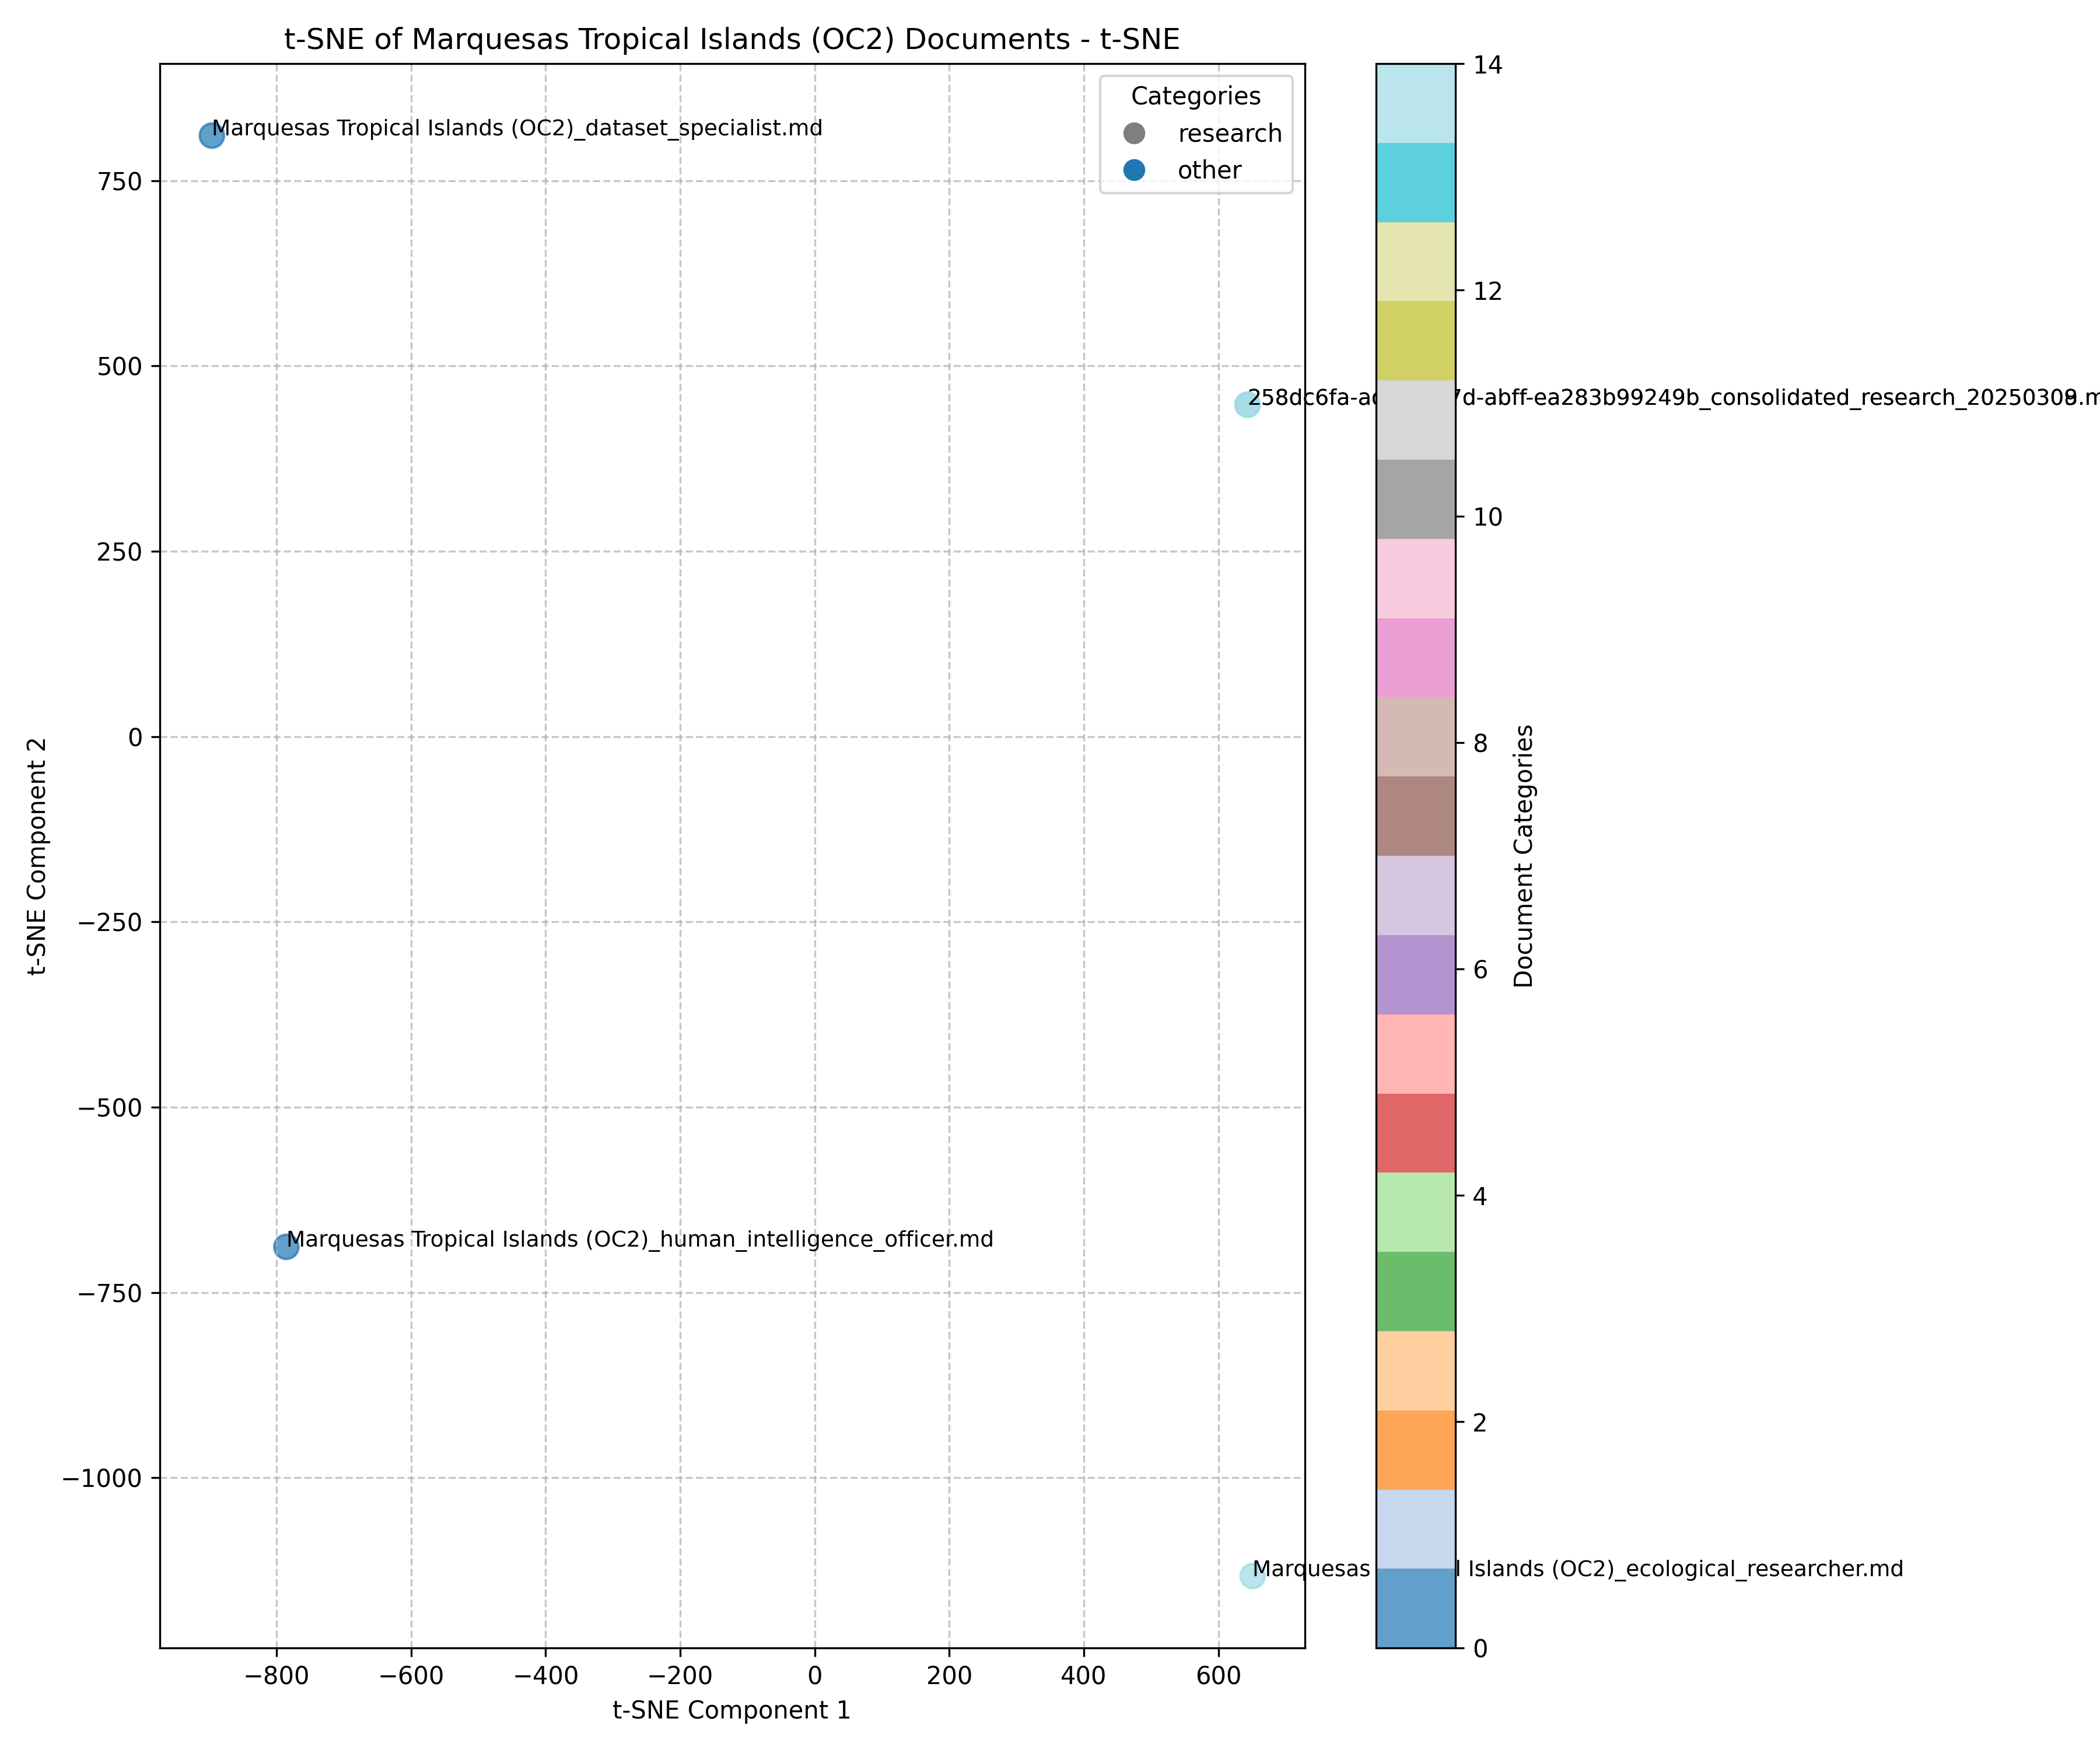 t-SNE of Marquesas Tropical Islands (OC2) Documents - t-SNE
Categories
research
other
Marquesas Tropical Islands (OC2)_dataset_specialist.md
258dc6fa-a 7d-abff-ea283b99249b_consolidated_research_2025030 .m
Marquesas Tropical Islands (OC2)_human_intelligence_officer.md
Marquesas l Islands (OC2)_ecological_researcher.md
750
500
250
0
−250
−500
−750
−1000
t-SNE Component 2
−800
−600
−400
−200
0
200
400
600
t-SNE Component 1
14
12
10
8
6
4
2
0
Document Categories